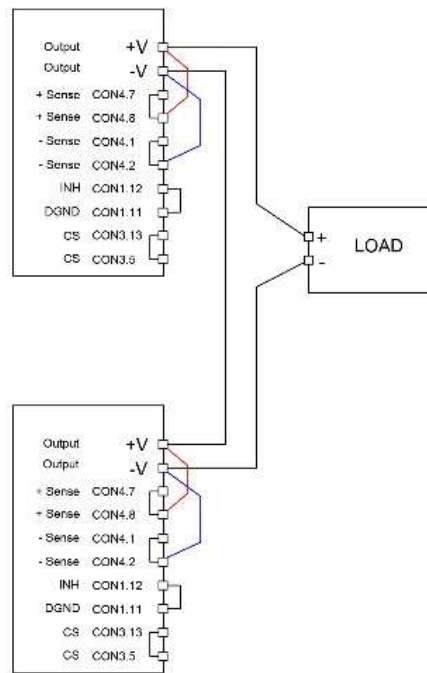 Output +V
Output -V
+ Sense CON4.7
+ Sense CON4.8
- Sense CON4.1
- Sense CON4.2
INH CON1.12
DGND CON1.11
CS CON3.13
CS CON3.5
+ LOAD
-
Output +V
Output -V
+ Sense CON4.7
+ Sense CON4.8
- Sense CON4.1
- Sense CON4.2
INH CON1.12
DGND CON1.11
CS CON3.13
CS CON3.5